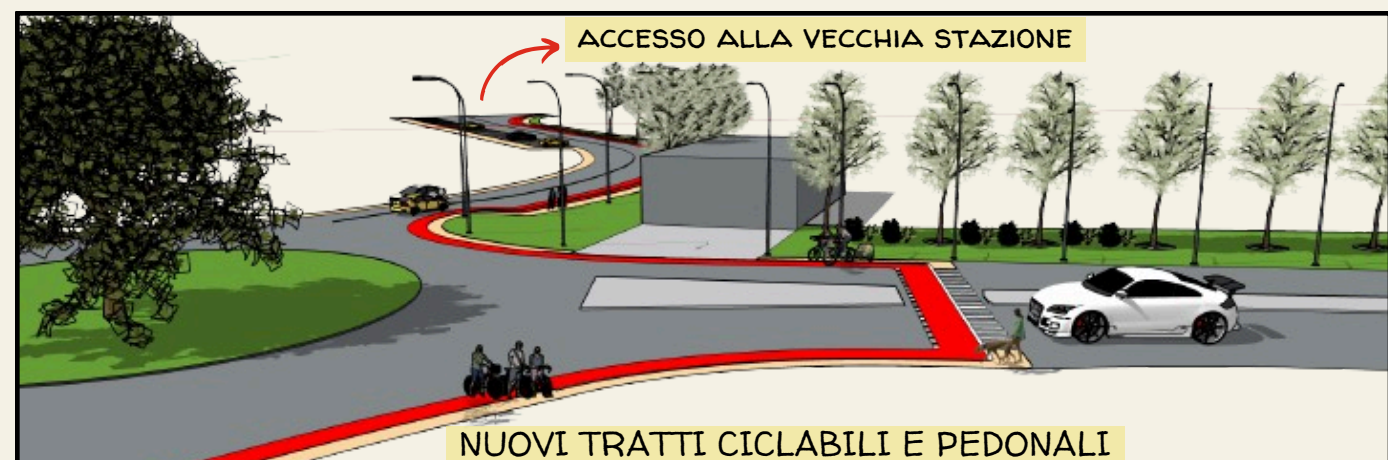 ACCESSO ALLA VECCHIA STAZIONE
NUOVI TRATTI CICLABILI E PEDONALI